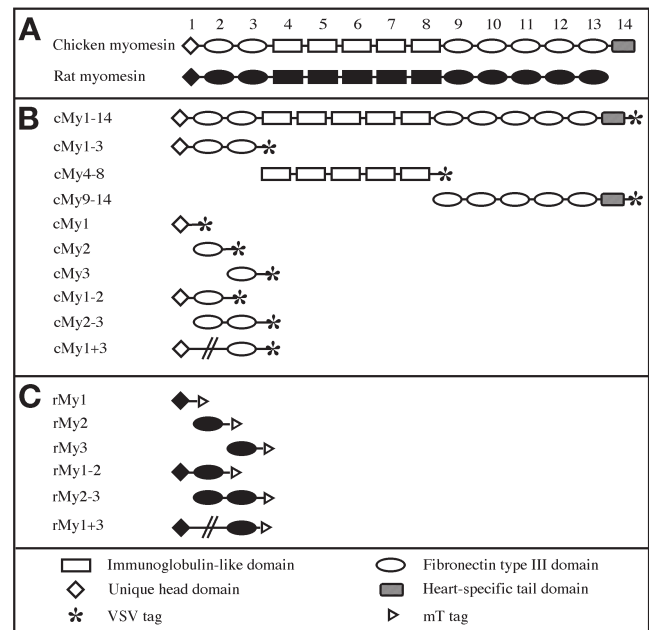 A
1 2 3 4 5 6 7 8 9 10 11 12 13 14
Chicken myomesin
Rat myomesin
B
cMy1-14
cMy1-3
cMy4-8
cMy9-14
cMy1
cMy2
cMy3
cMy1-2
cMy2-3
cMy1+3
C
rMy1
rMy2
rMy3
rMy1-2
rMy2-3
rMy1+3
Immunoglobulin-like domain
Fibronectin type III domain
Unique head domain
Heart-specific tail domain
VSV tag
mT tag